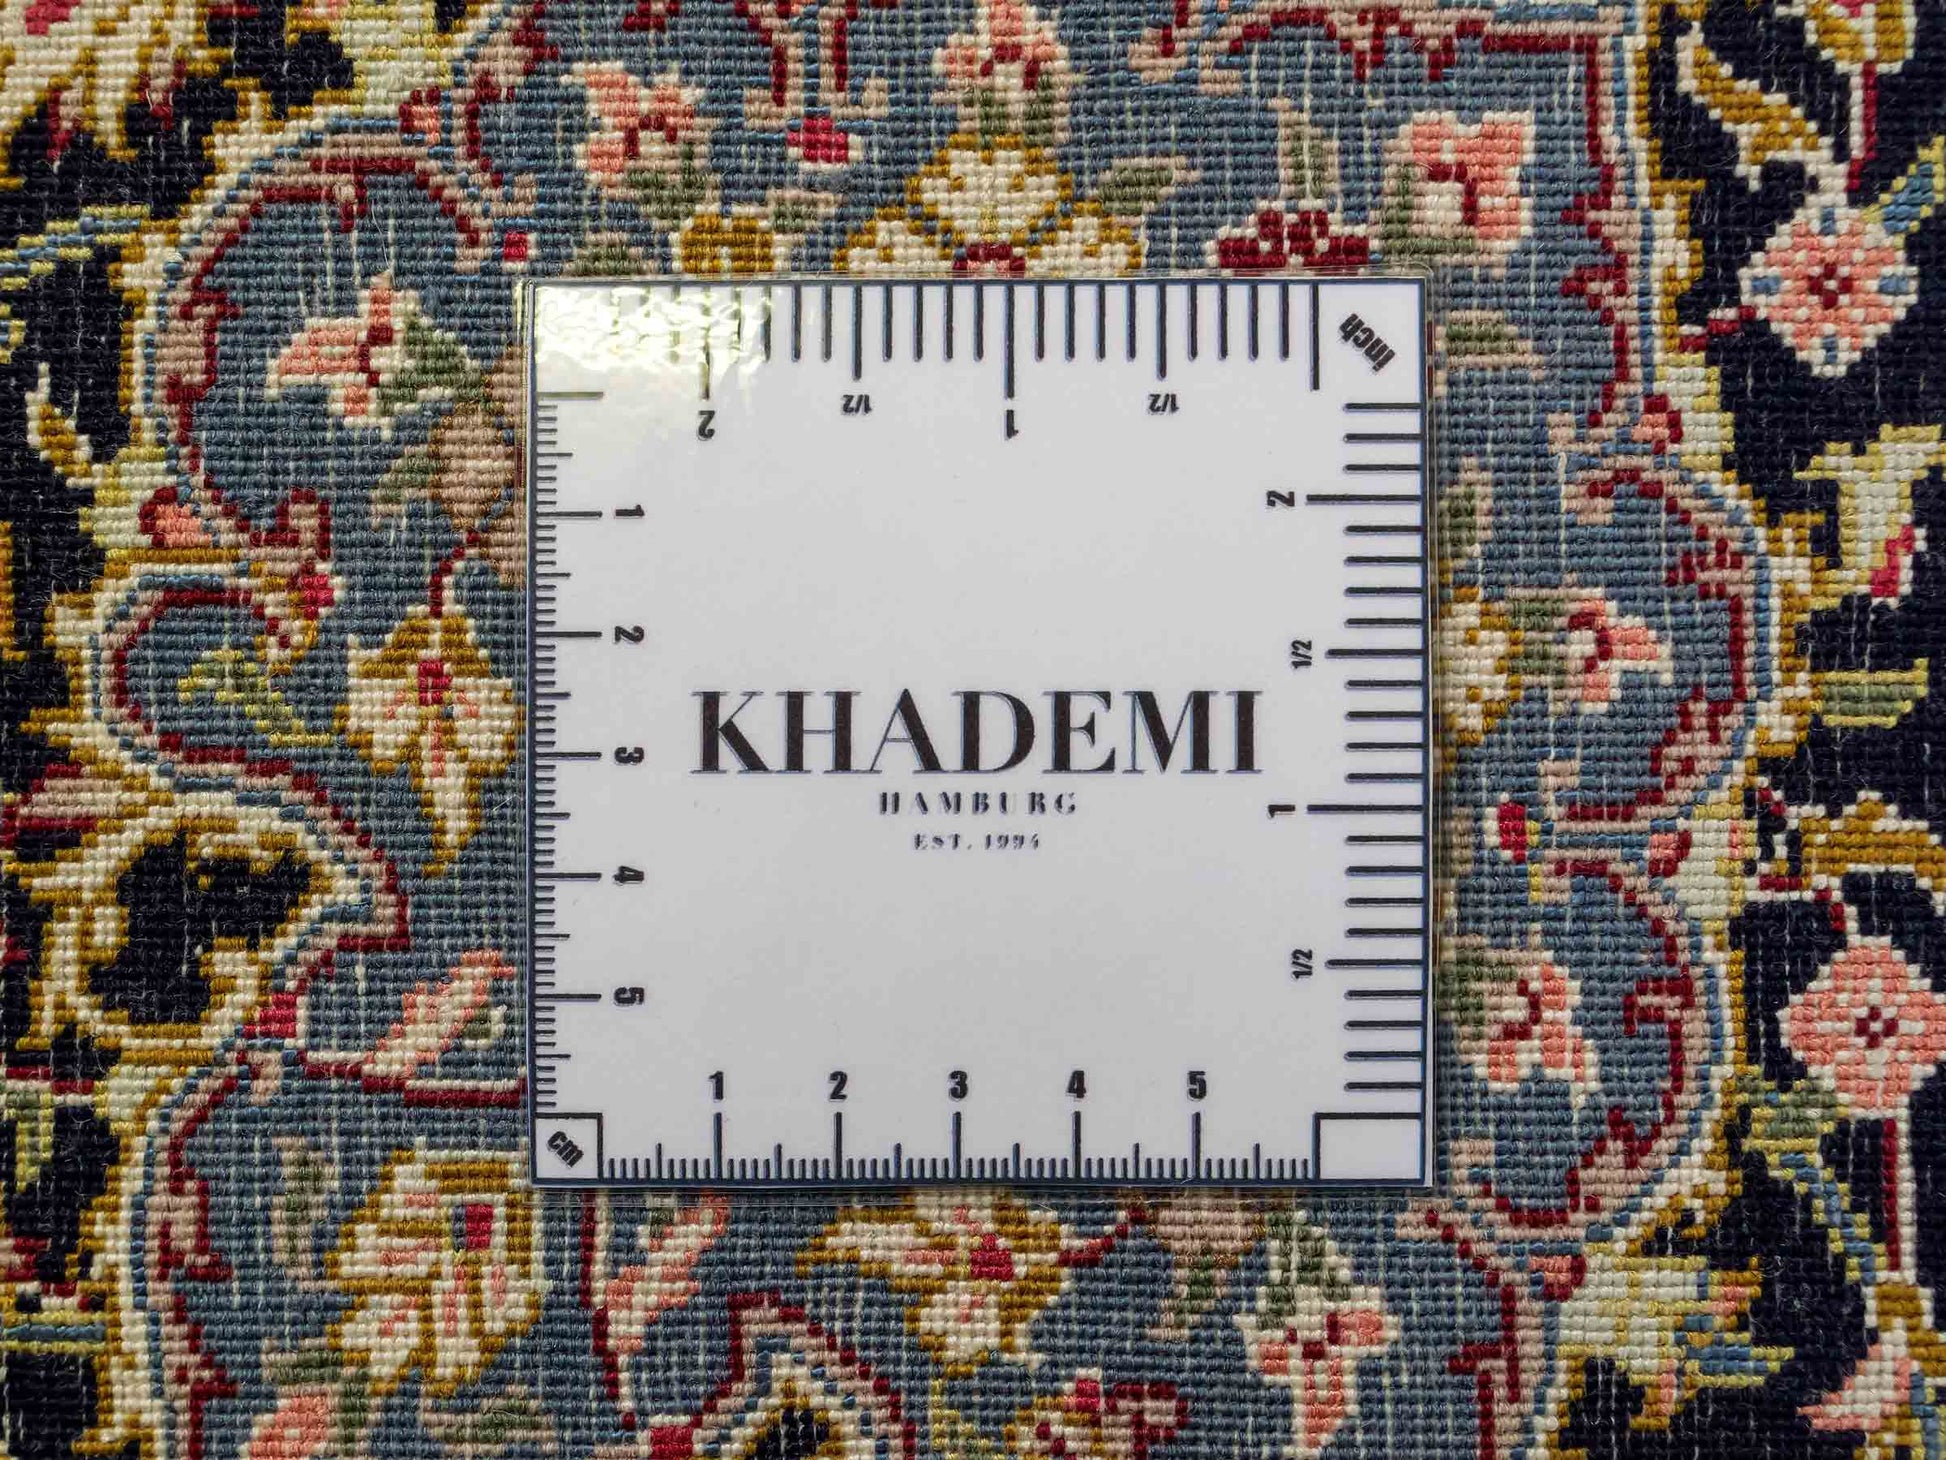 inch
2 1/2 1 1/2
1
2
3
4
5
2
1/2
1
1/2
KHADEMI
HAMBURG
EST. 1994
1 2 3 4 5
cm